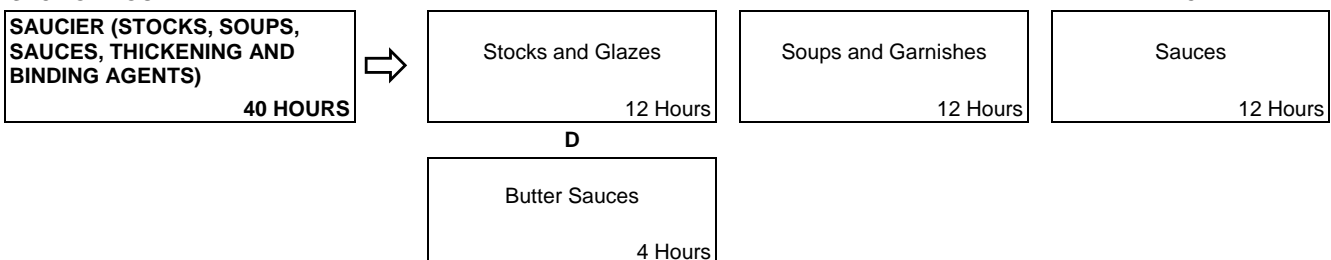 SAUCIER (STOCKS, SOUPS,
SAUCES, THICKENING AND
BINDING AGENTS)
40 HOURS
Stocks and Glazes
12 Hours
Soups and Garnishes
12 Hours
Sauces
12 Hours
D
Butter Sauces
4 Hours